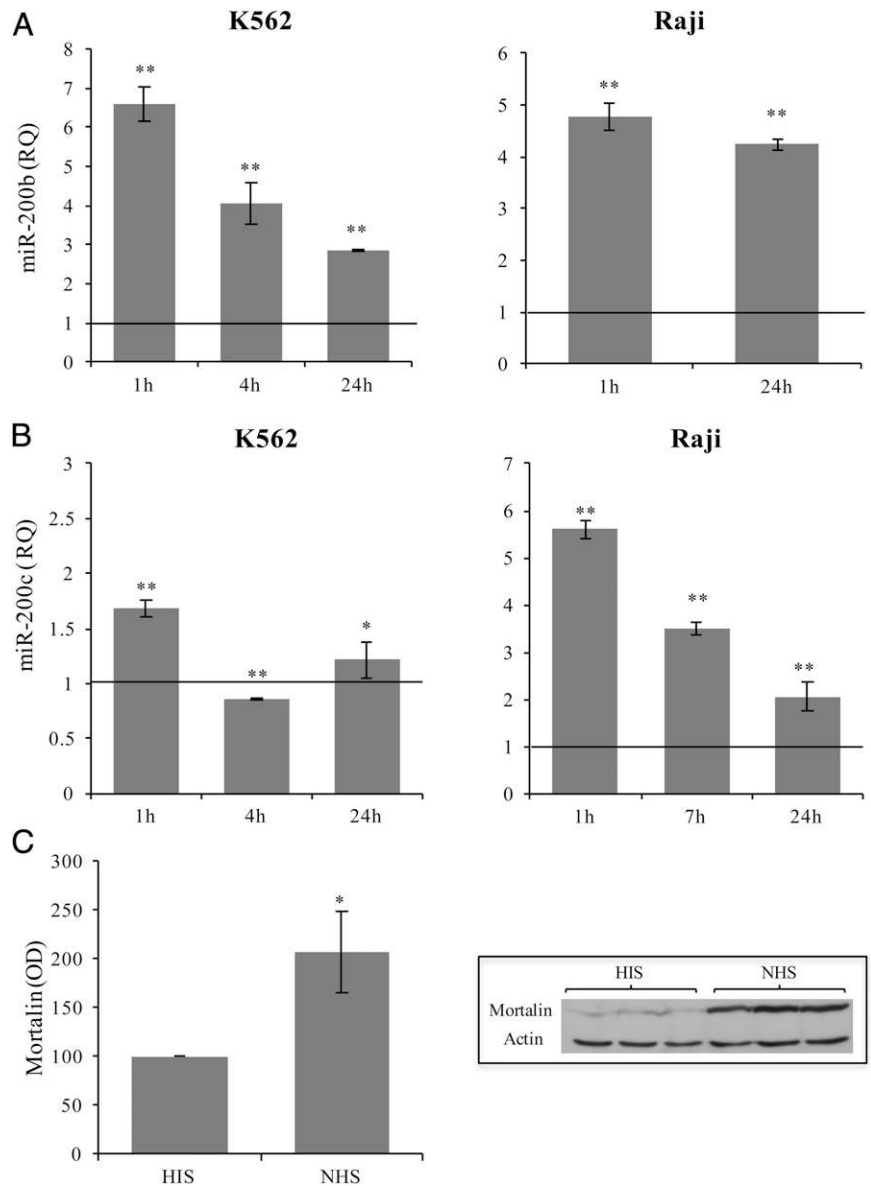 A
K562
Raji
miR-200b (RQ)
8
7
6
5
4
3
2
1
0
**
**
**
1h
4h
24h
6
5
4
3
2
1
0
**
**
1h
24h
B
K562
Raji
miR-200c ( RQ)
3
2.5
2
1.5
1
0.5
0
**
**
*
1h
4h
24h
7
6
5
4
3
2
1
0
**
**
**
1h
7h
24h
C
Mortalin (OD)
300
250
200
150
100
50
0
*
HIS
NHS
HIS
NHS
Mortalin
Actin